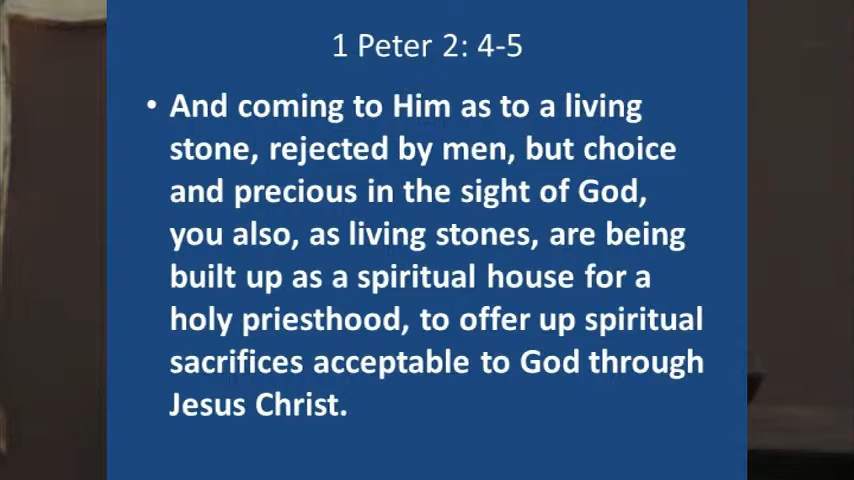 1 Peter 2: 4-5
• And coming to Him as to a living
stone, rejected by men, but choice
and precious in the sight of God,
you also, as living stones, are being
built up as a spiritual house for a
holy priesthood, to offer up spiritual
sacrifices acceptable to God through
Jesus Christ.